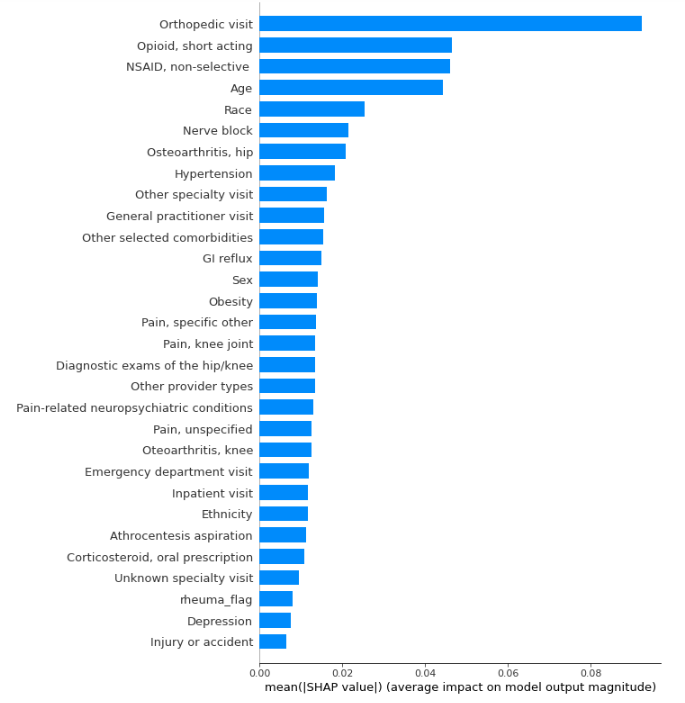 Orthopedic visit
Opioid, short acting
NSAID, non-selective
Age
Race
Nerve block
Osteoarthritis, hip
Hypertension
Other specialty visit
General practitioner visit
Other selected comorbidities
GI reflux
Sex
Obesity
Pain, specific other
Pain, knee joint
Diagnostic exams of the hip/knee
Other provider types
Pain-related neuropsychiatric conditions
Pain, unspecified
Oteoarthritis, knee
Emergency department visit
Inpatient visit
Ethnicity
Athrocentesis aspiration
Corticosteroid, oral prescription
Unknown specialty visit
rheuma_flag
Depression
Injury or accident
0.00 0.02 0.04 0.06 0.08
mean(|SHAP value|) (average impact on model output magnitude)